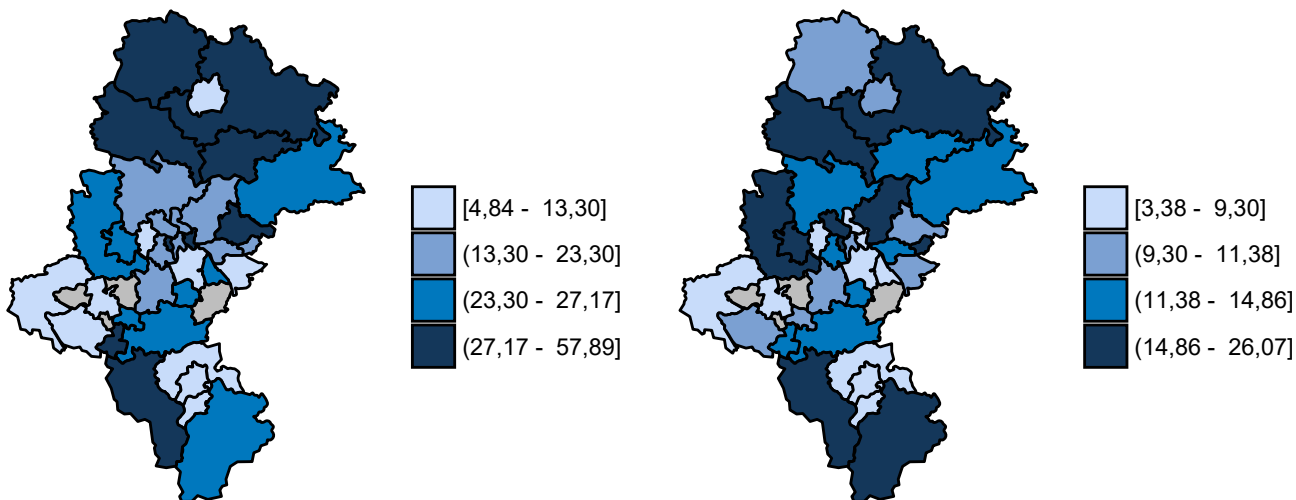 [4,84 - 13,30]
(13,30 - 23,30]
(23,30 - 27,17]
(27,17 - 57,89]
[3,38 - 9,30]
(9,30 - 11,38]
(11,38 - 14,86]
(14,86 - 26,07]